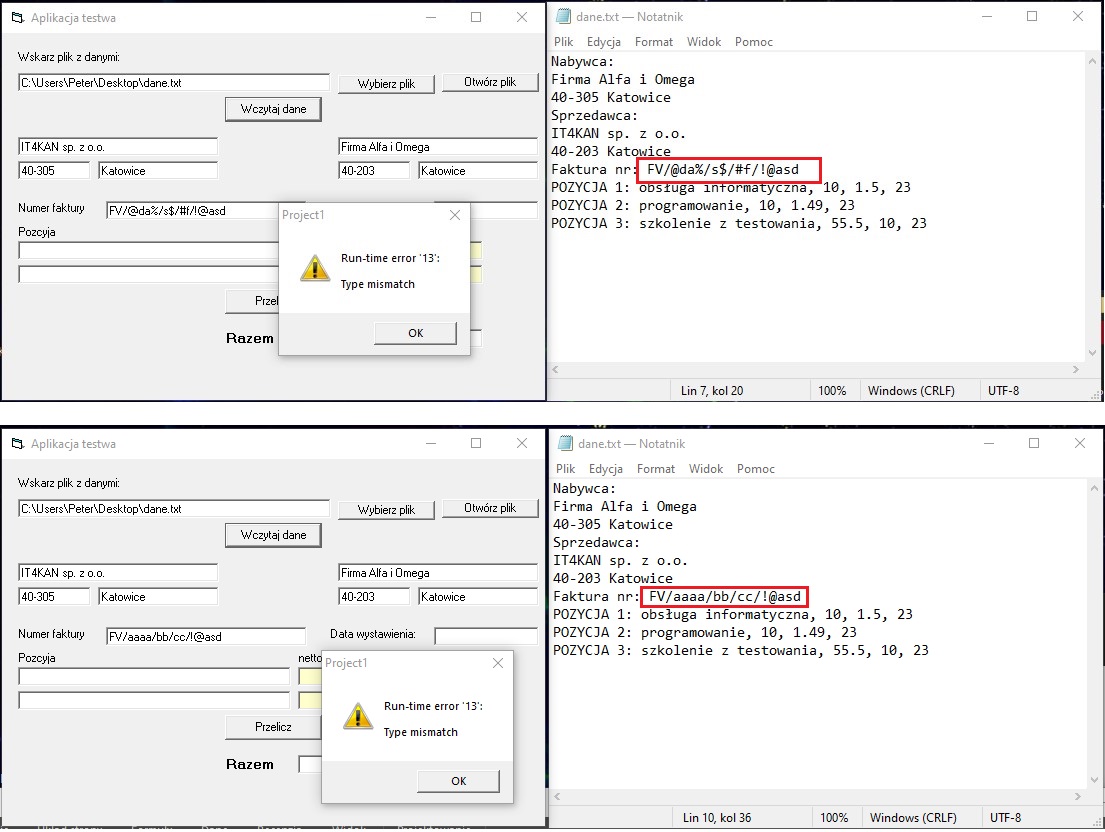 Aplikacja testwa
Wskarz plik z danymi:
C:\Users\Peter\Desktop\dane.txt
Wybierz plik
Otwórz plik
Wczytaj dane
IT4KAN sp. z o.o.
Firma Alfa i Omega
40-305
Katowice
40-203
Katowice
Numer faktury
FV/@da%/s$/#f/!@asd
Pozcyja
Przel
Razem
Project1
Run-time error '13':
Type mismatch
OK
dane.txt — Notatnik
Plik Edycja Format Widok Pomoc
Nabywca:
Firma Alfa i Omega
40-305 Katowice
Sprzedawca:
IT4KAN sp. z o.o.
40-203 Katowice
Faktura nr: FV/@da%/s$/#f/!@asd
POZYCJA 1: obsługa informatyczna, 10, 1.5, 23
POZYCJA 2: programowanie, 10, 1.49, 23
POZYCJA 3: szkolenie z testowania, 55.5, 10, 23
Lin 7, kol 20
100%
Windows (CRLF)
UTF-8
Aplikacja testwa
Wskarz plik z danymi:
C:\Users\Peter\Desktop\dane.txt
Wybierz plik
Otwórz plik
Wczytaj dane
IT4KAN sp. z o.o.
Firma Alfa i Omega
40-305
Katowice
40-203
Katowice
Numer faktury
FV/aaaa/bb/cc/!@asd
Data wystawienia:
Pozcyja
netto
Przelicz
Razem
Project1
Run-time error '13':
Type mismatch
OK
dane.txt — Notatnik
Plik Edycja Format Widok Pomoc
Nabywca:
Firma Alfa i Omega
40-305 Katowice
Sprzedawca:
IT4KAN sp. z o.o.
40-203 Katowice
Faktura nr: FV/aaaa/bb/cc/!@asd
POZYCJA 1: obsługa informatyczna, 10, 1.5, 23
POZYCJA 2: programowanie, 10, 1.49, 23
POZYCJA 3: szkolenie z testowania, 55.5, 10, 23
Lin 10, kol 36
100%
Windows (CRLF)
UTF-8